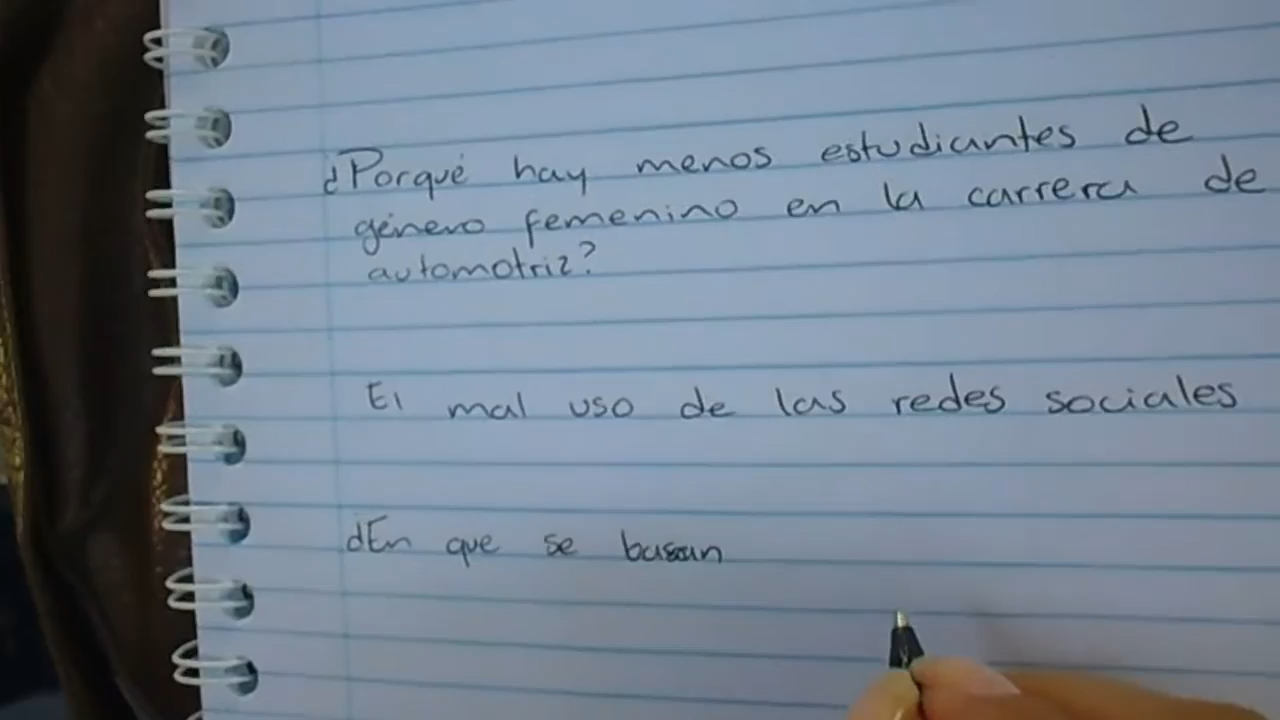 ¿Porqué hay menos estudiantes de
género femenino en la carrera de
automotriz?
El mal uso de las redes sociales
¿En que se basan